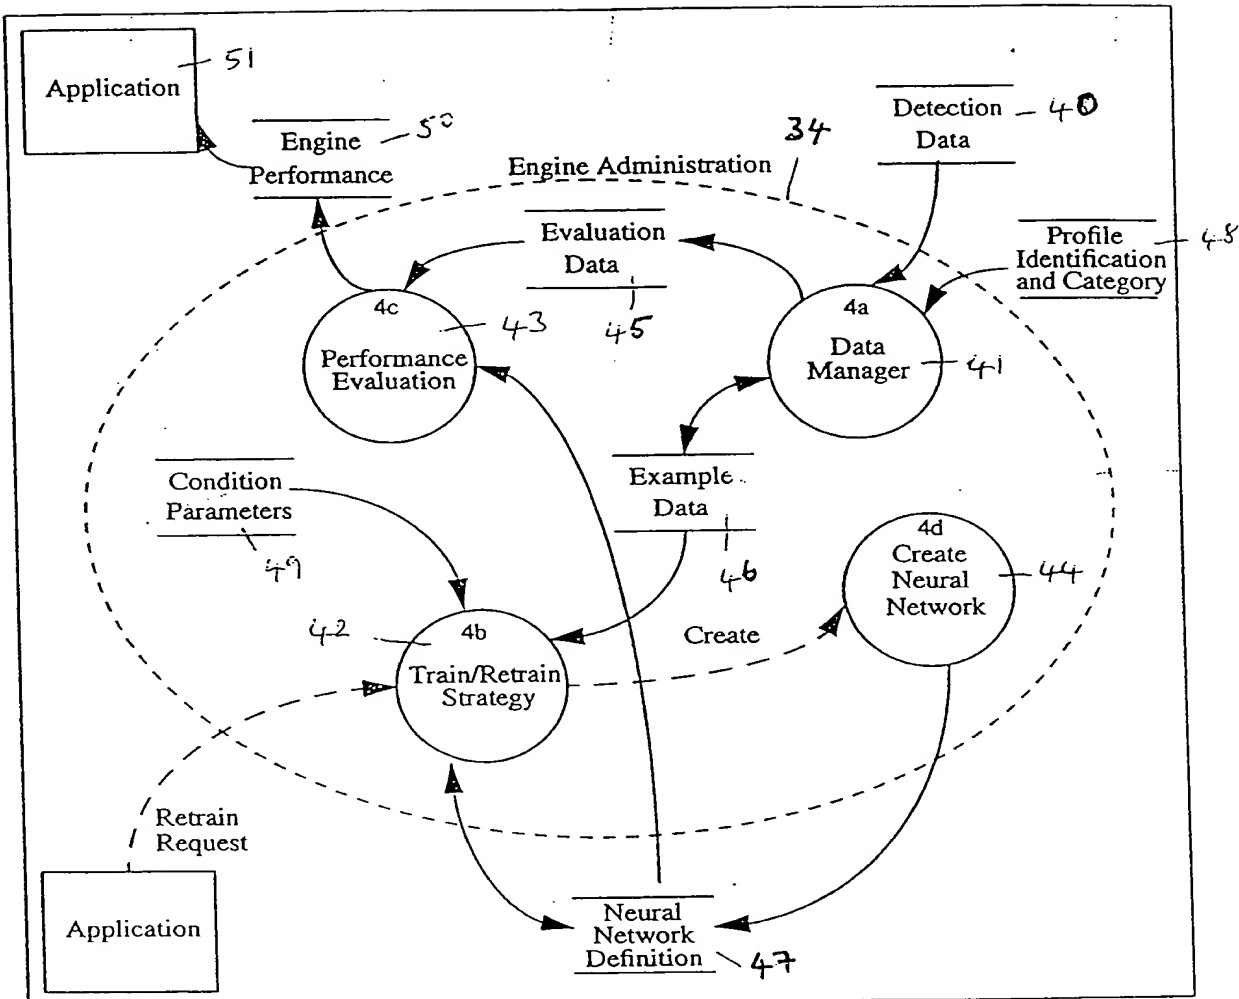 Application
51
Engine
Performance
50
Engine Administration
34
Detection
Data
40
Profile
Identification
and Category
48
Evaluation
Data
45
4c
Performance
Evaluation
43
4a
Data
Manager
41
Condition
Parameters
49
Example
Data
46
4d
Create
Neural
Network
44
42
4b
Train/Retrain
Strategy
Create
Retrain
Request
Application
Neural
Network
Definition
47